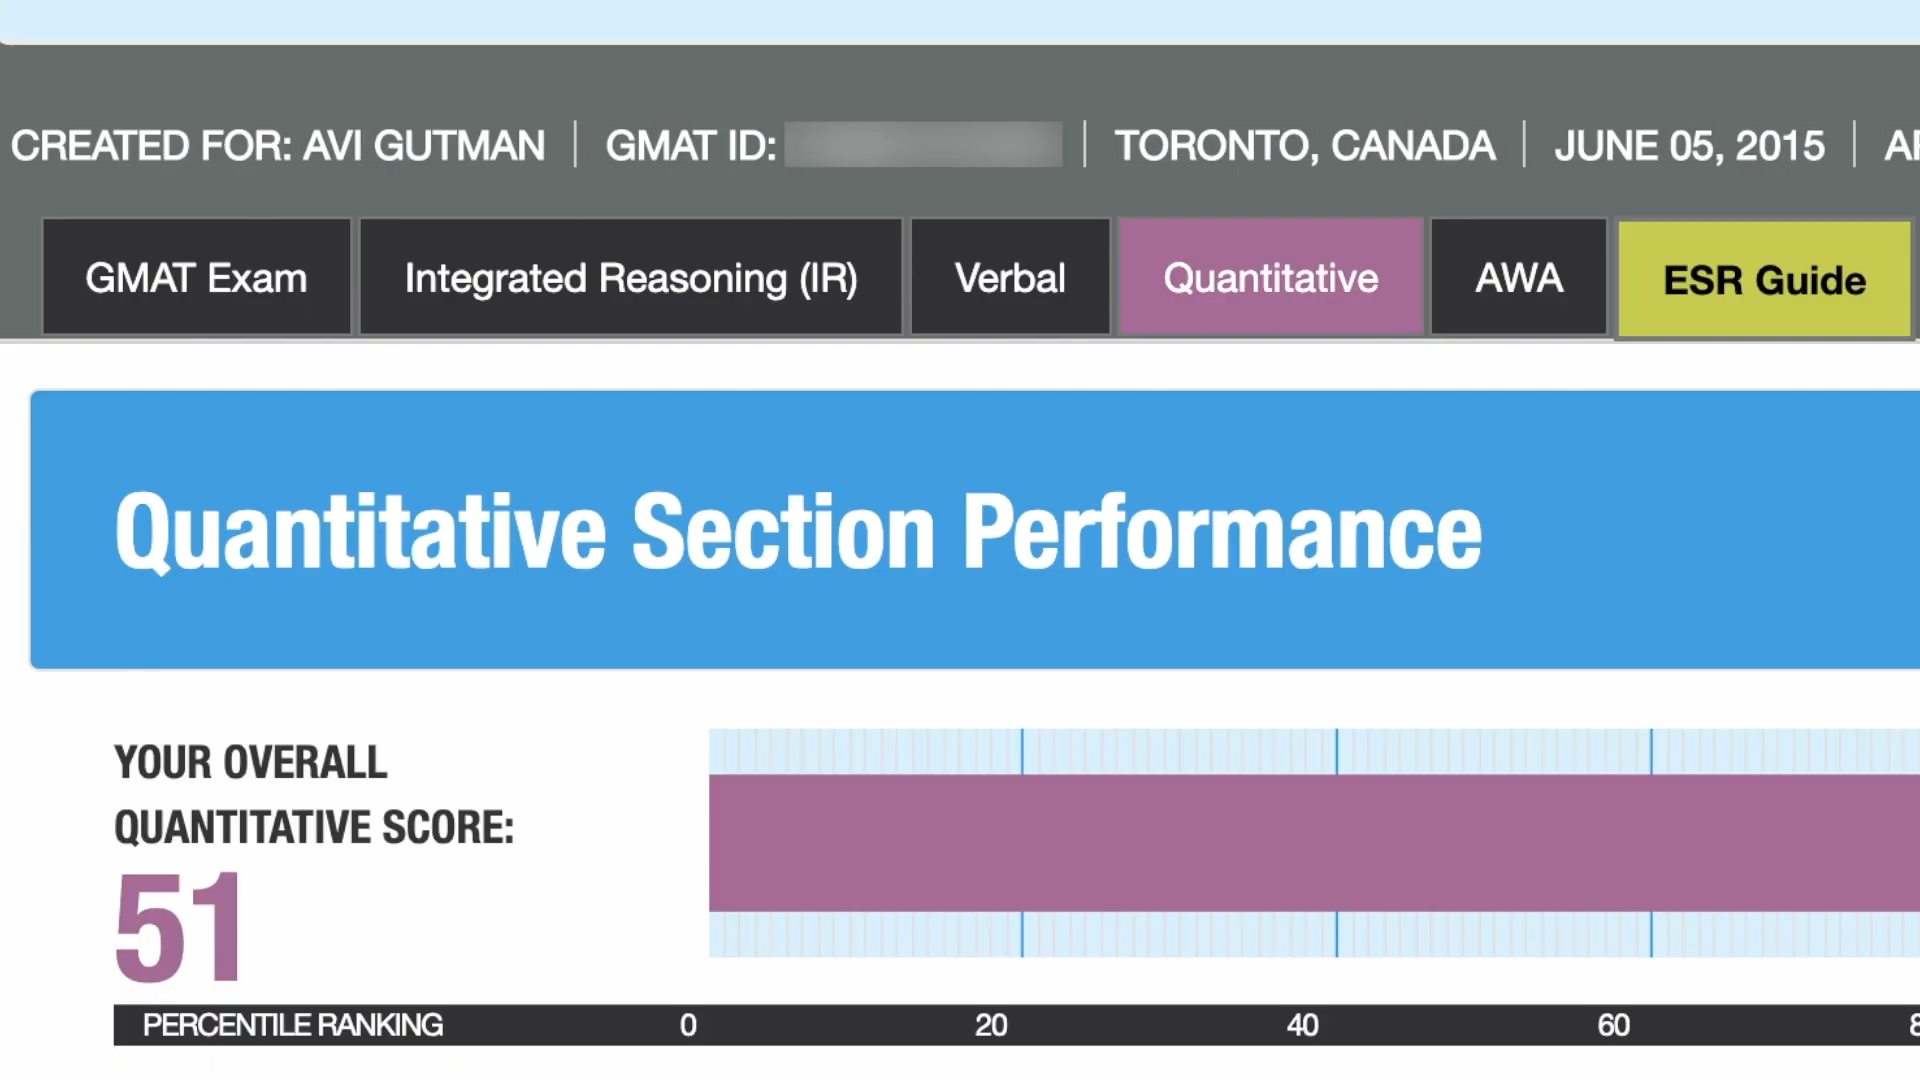 CREATED FOR: AVI GUTMAN | GMAT ID: | TORONTO, CANADA | JUNE 05, 2015 |
GMAT Exam Integrated Reasoning (IR) Verbal Quantitative AWA ESR Guide
Quantitative Section Performance
YOUR OVERALL
QUANTITATIVE SCORE:
51
PERCENTILE RANKING 0 20 40 60